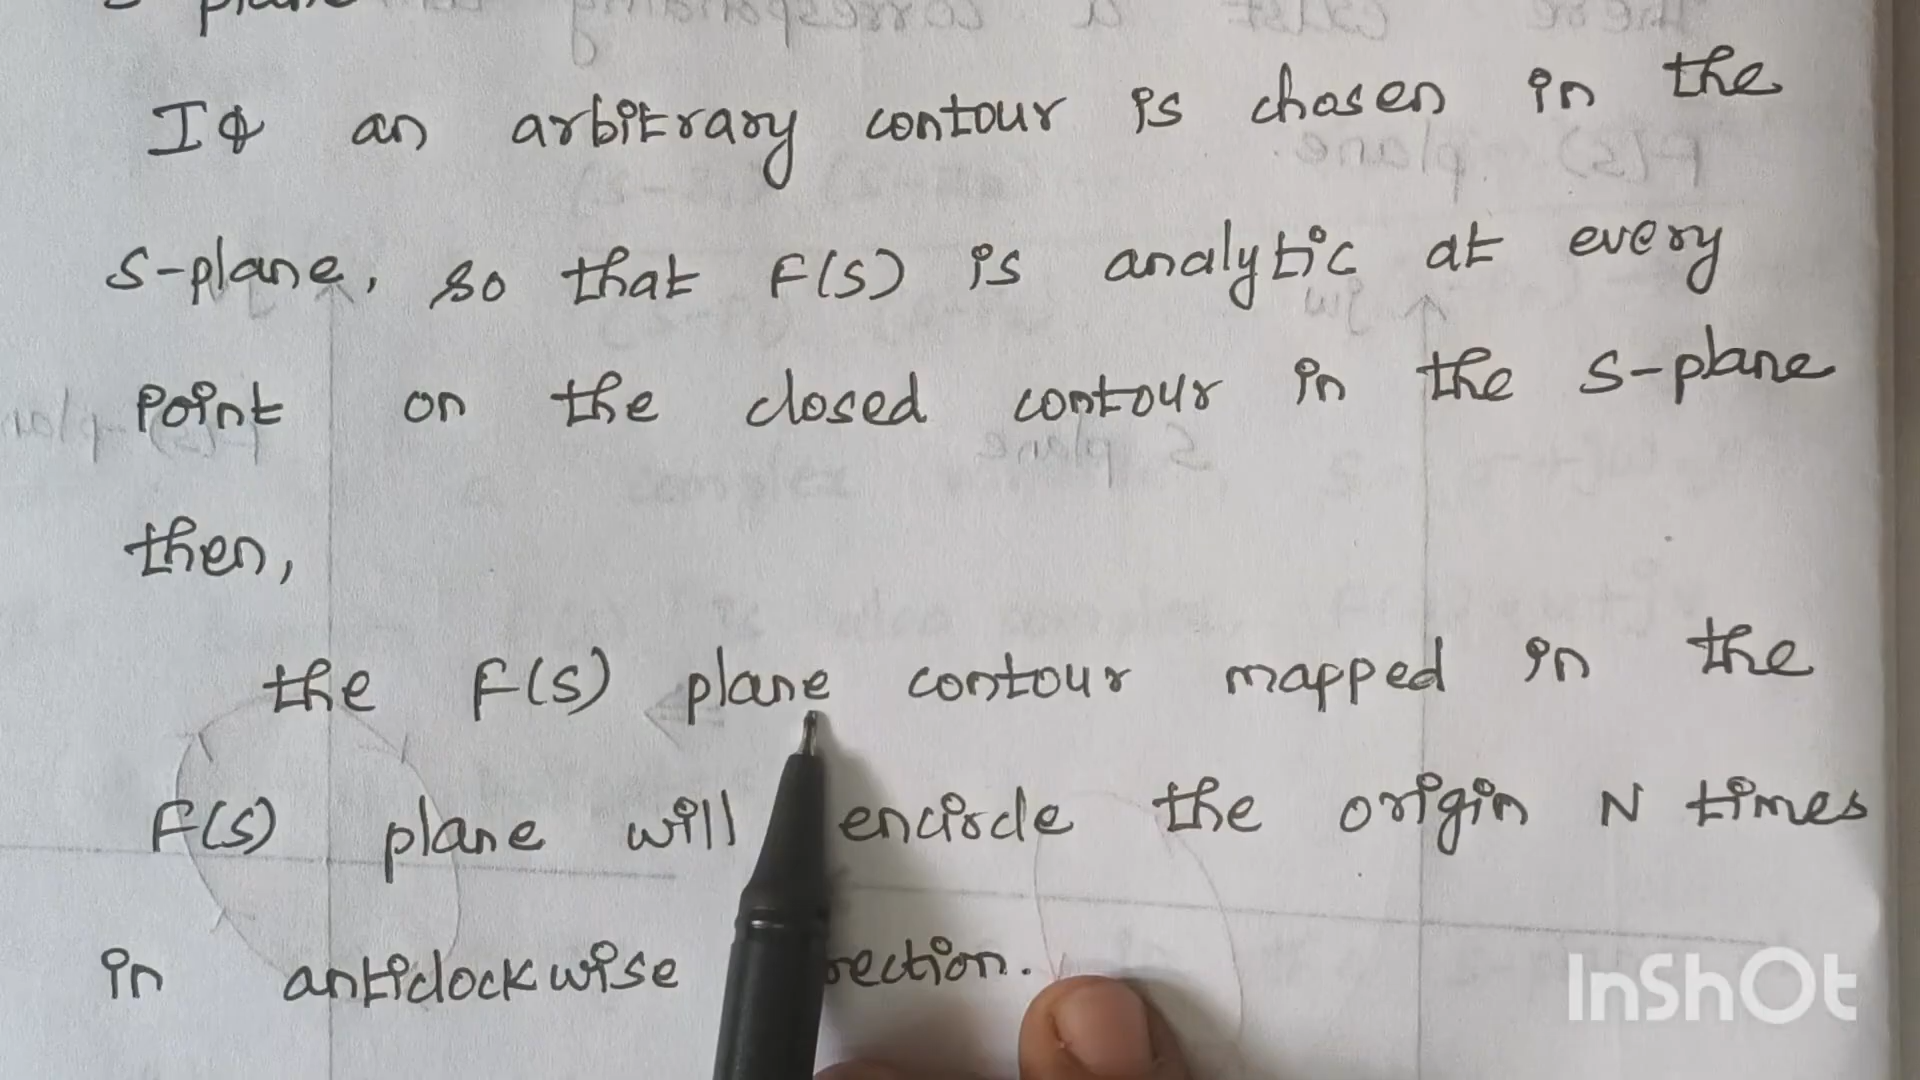 plane
If an arbitrary contour is chosen in the
S-plane, so that F(S) is analytic at every
Point on the closed contour in the S-plane
then,
the F(S) plane contour mapped in the
F(S) plane will encircle the origin N times
in anticlockwise rection.
InShOt